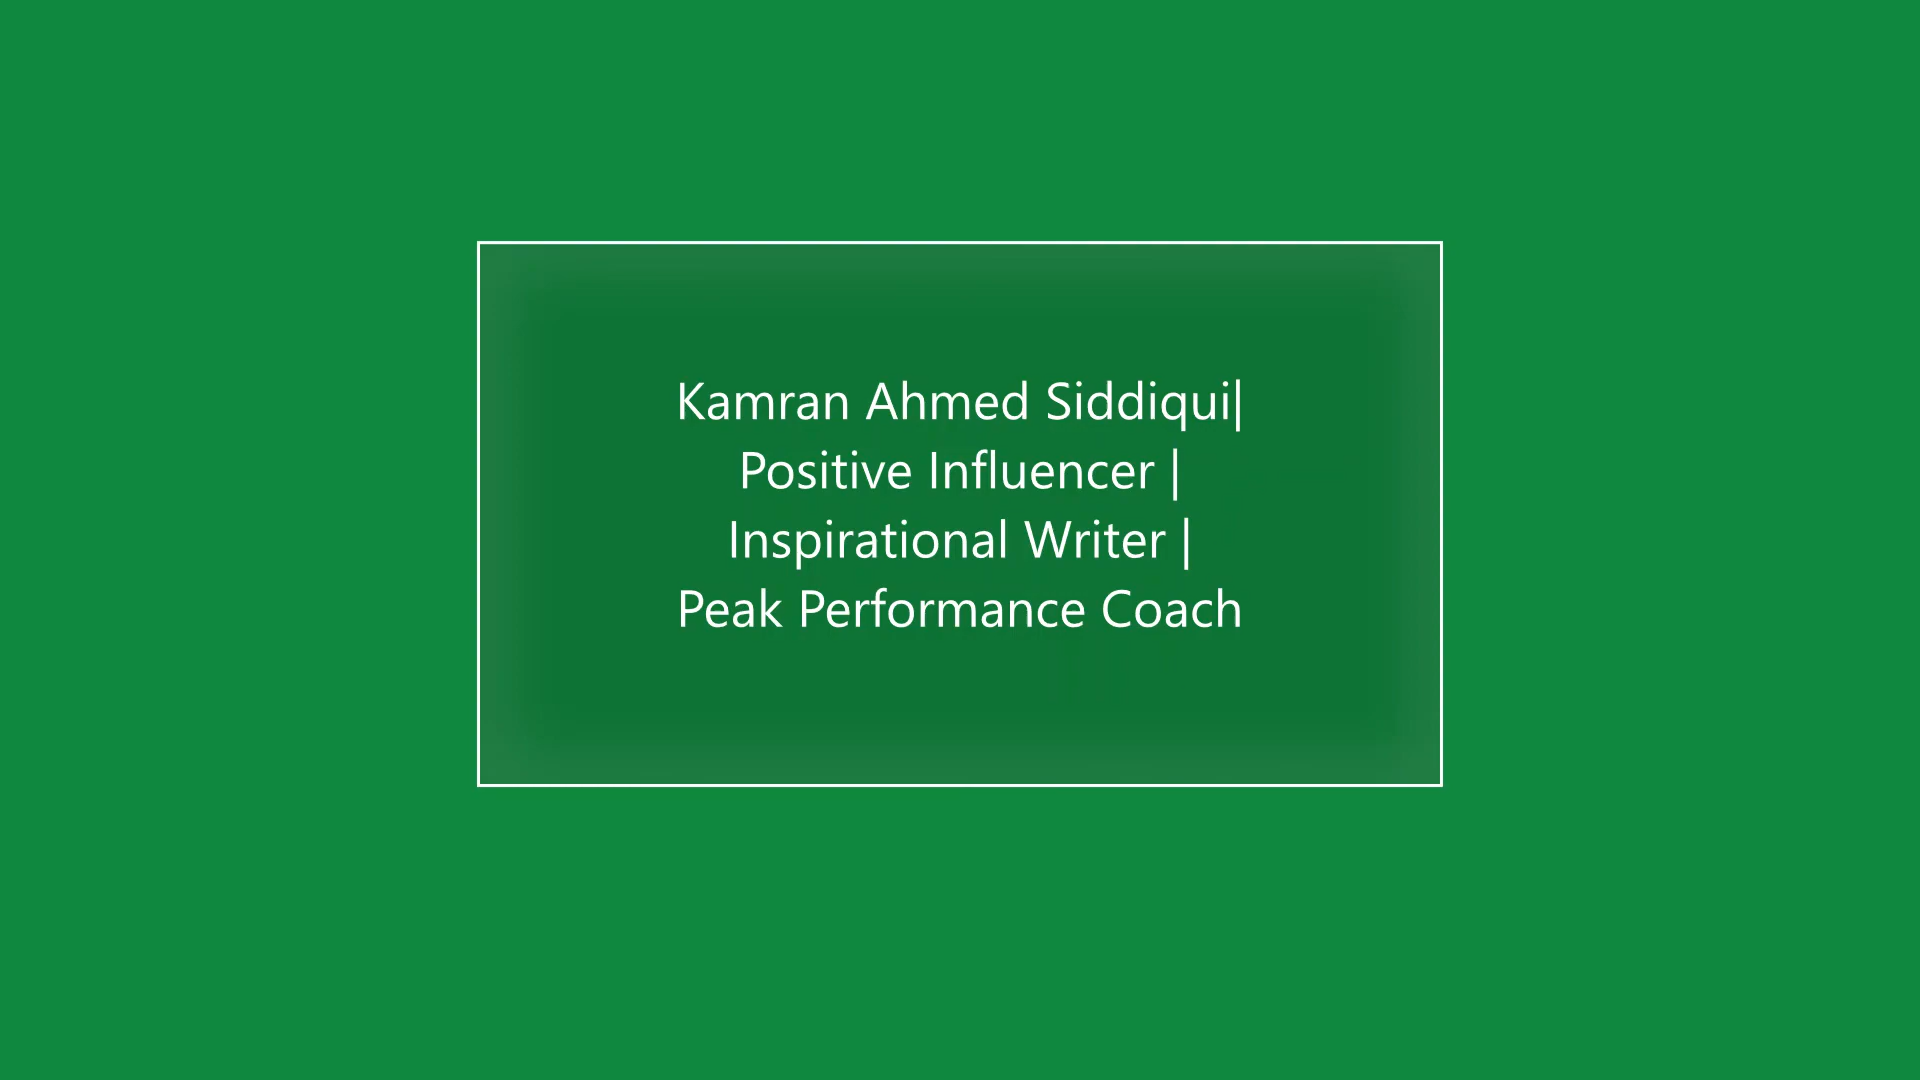 Kamran Ahmed Siddiqui|
Positive Influencer |
Inspirational Writer |
Peak Performance Coach